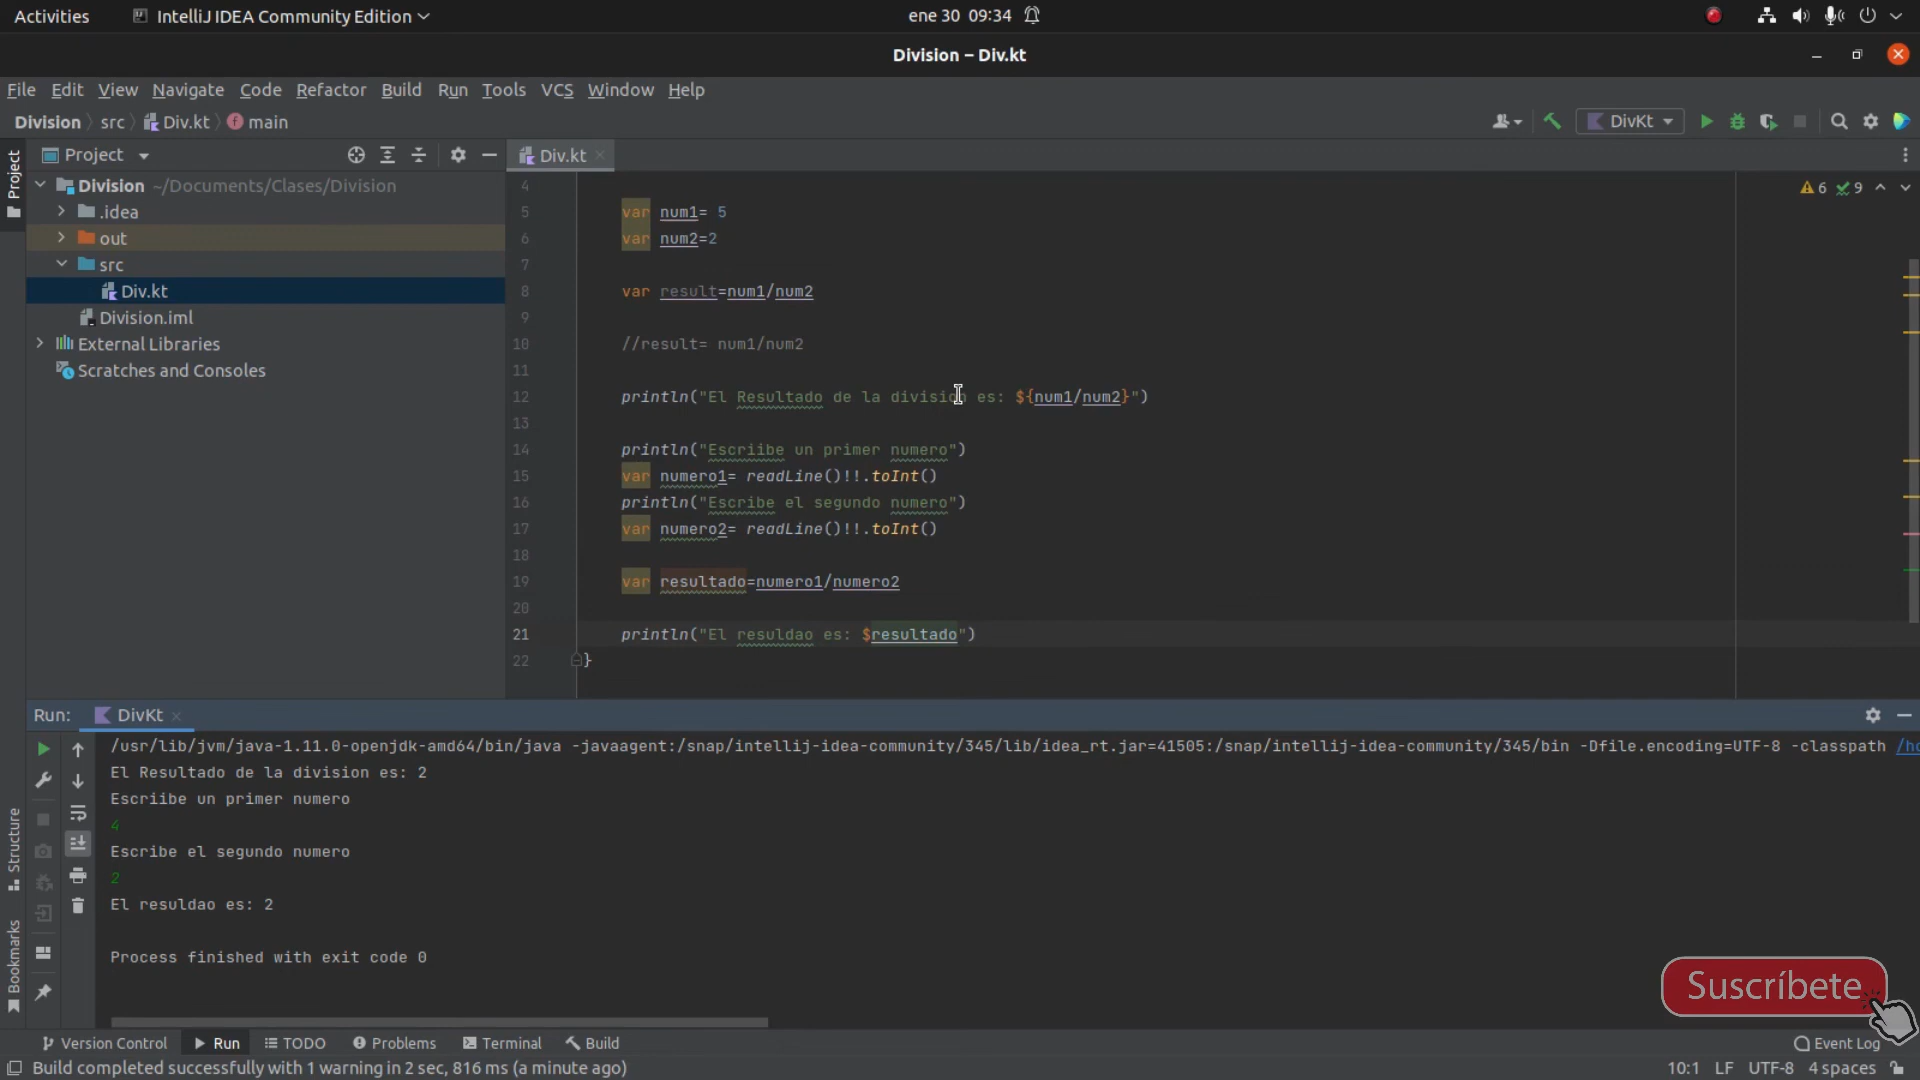 Activities IntelliJ IDEA Community Edition ene 30 09:34
Division – Div.kt
File Edit View Navigate Code Refactor Build Run Tools VCS Window Help
Division src Div.kt main DivKt
Project
Project
Div.kt
Division ~/Documents/Clases/Division
.idea
out
src
Div.kt
Division.iml
External Libraries
Scratches and Consoles
6 9
4
5 var num1= 5
6 var num2=2
7
8 var result=num1/num2
9
10 //result= num1/num2
11
12 println("El Resultado de la division es: ${num1/num2}")
13
14 println("Escriibe un primer numero")
15 var numero1= readLine()!!.toInt()
16 println("Escribe el segundo numero")
17 var numero2= readLine()!!.toInt()
18
19 var resultado=numero1/numero2
20
21 println("El resuldao es: $resultado")
22 }
Run: DivKt
/usr/lib/jvm/java-1.11.0-openjdk-amd64/bin/java -javaagent:/snap/intellij-idea-community/345/lib/idea_rt.jar=41505:/snap/intellij-idea-community/345/bin -Dfile.encoding=UTF-8 -classpath /ho
El Resultado de la division es: 2
Escriibe un primer numero
4
Escribe el segundo numero
2
El resuldao es: 2
Process finished with exit code 0
Structure
Bookmarks
Suscríbete
Version Control Run TODO Problems Terminal Build Event Log
Build completed successfully with 1 warning in 2 sec, 816 ms (a minute ago) 10:1 LF UTF-8 4 spaces